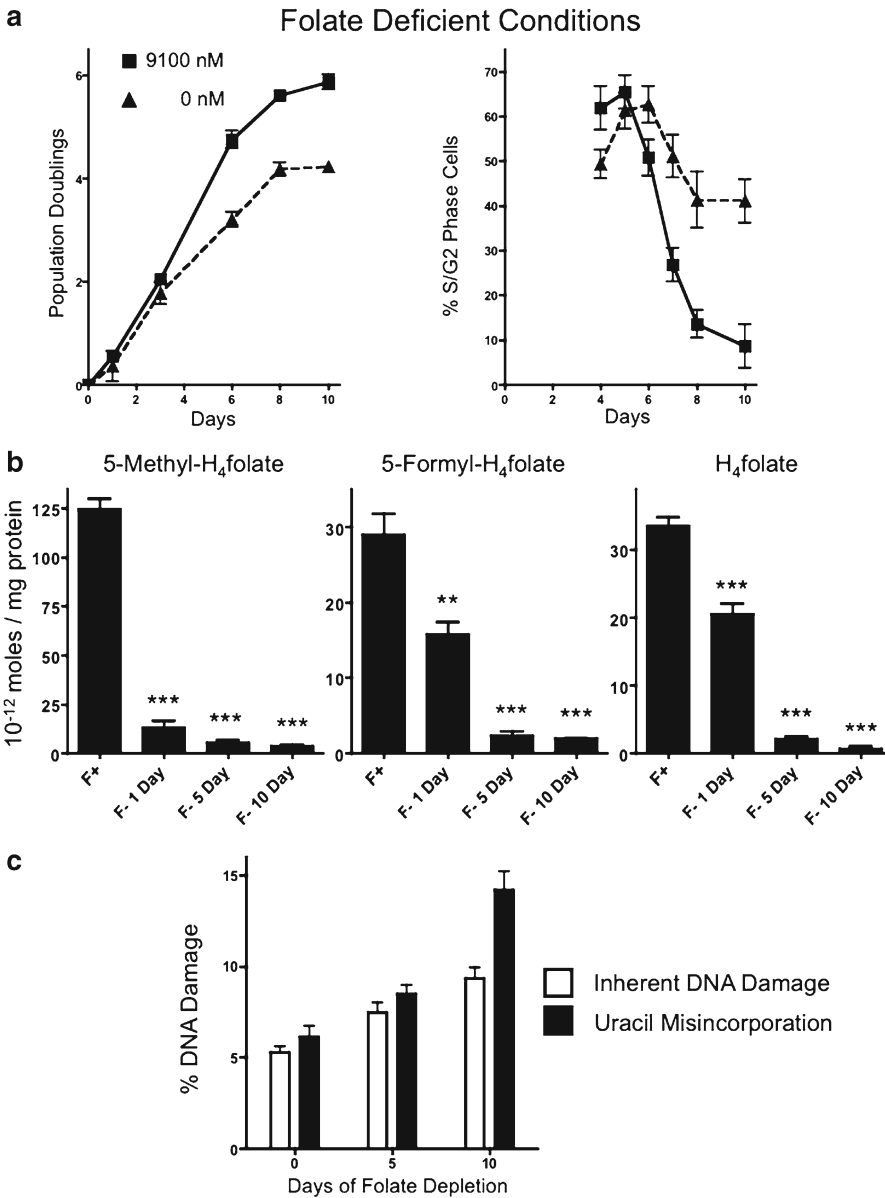 a
Folate Deficient Conditions
Population Doublings
6
4
2
0
9100 nM
0 nM
0 2 4 6 8 10
Days
% S/G2 Phase Cells
70
60
50
40
30
20
10
0
0 2 4 6 8 10
Days
b
5-Methyl-H4folate
5-Formyl-H4folate
H4folate
10-12 moles / mg protein
125
100
75
50
25
0
***
***
***
F+
F- 1 Day
F- 5 Day
F- 10 Day
30
20
10
0
**
***
***
F+
F- 1 Day
F- 5 Day
F- 10 Day
30
20
10
0
***
***
***
F+
F- 1 Day
F- 5 Day
F- 10 Day
c
% DNA Damage
15
10
5
0
0 5 10
Days of Folate Depletion
Inherent DNA Damage
Uracil Misincorporation